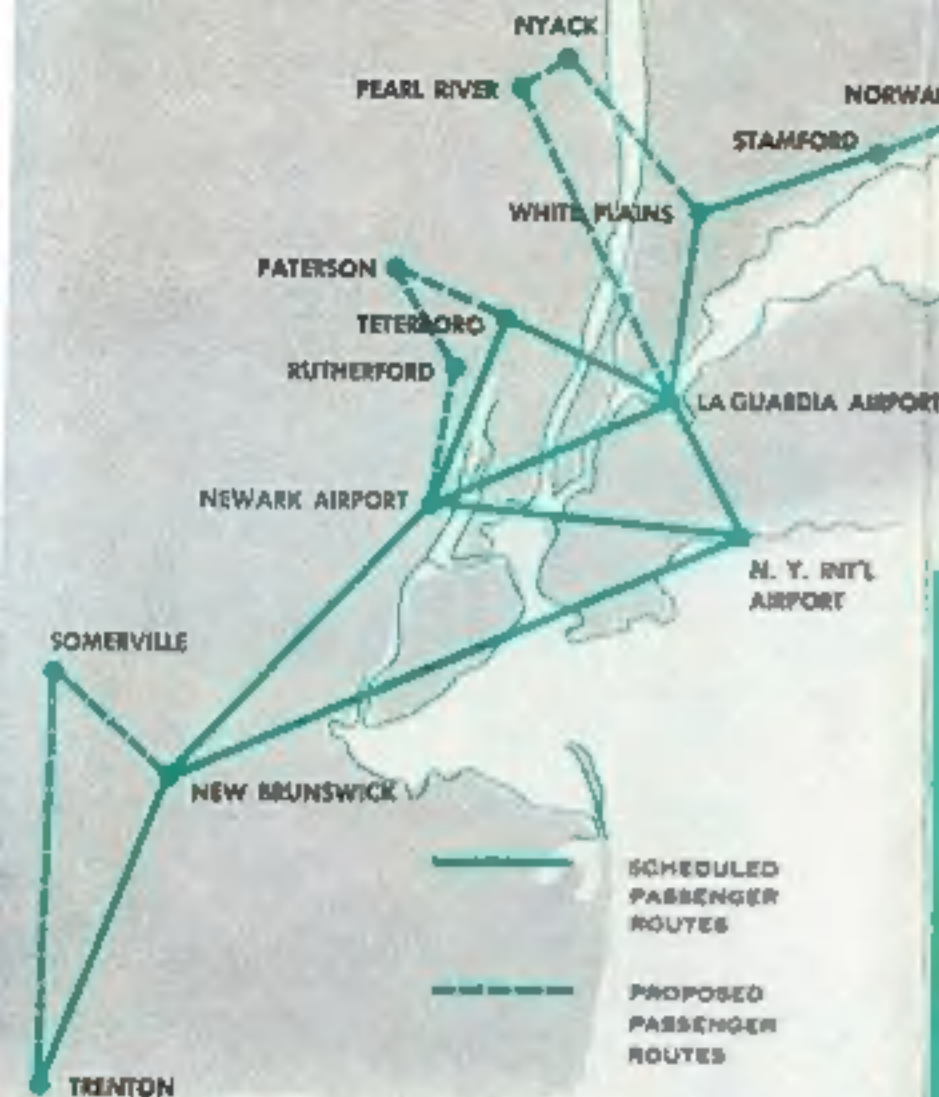 NYACK
PEARL RIVER
NORWAL
STAMFORD
WHITE PLAINS
PATERSON
TETERBORO
RUTHERFORD
LA GUARDIA AIRPORT
NEWARK AIRPORT
N. Y. INT'L
AIRPORT
SOMERVILLE
NEW BRUNSWICK
SCHEDULED
PASSENGER
ROUTES
PROPOSED
PASSENGER
ROUTES
TRENTON